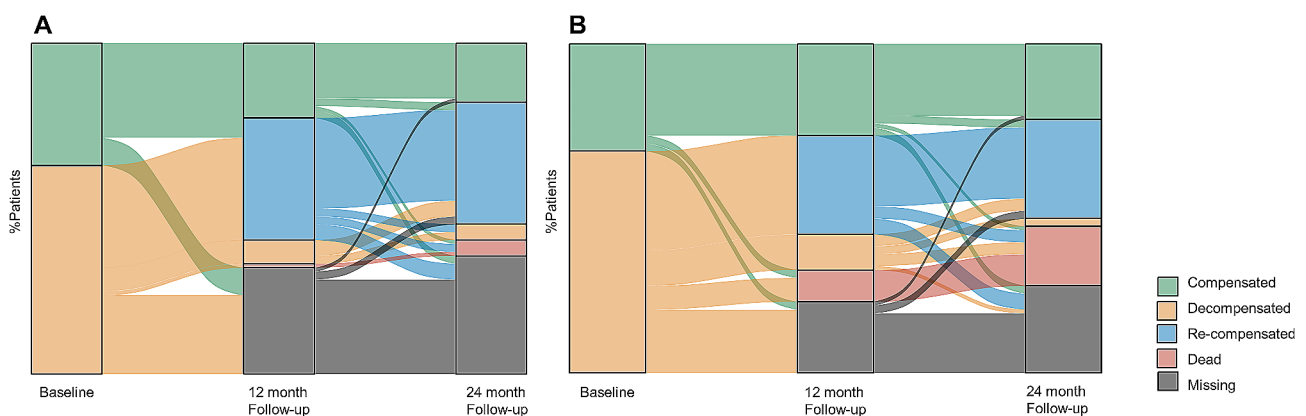 A
B
%Patients
%Patients
Compensated
Decompensated
Re-compensated
Dead
Missing
Baseline
12 month
Follow-up
24 month
Follow-up
Baseline
12 month
Follow-up
24 month
Follow-up